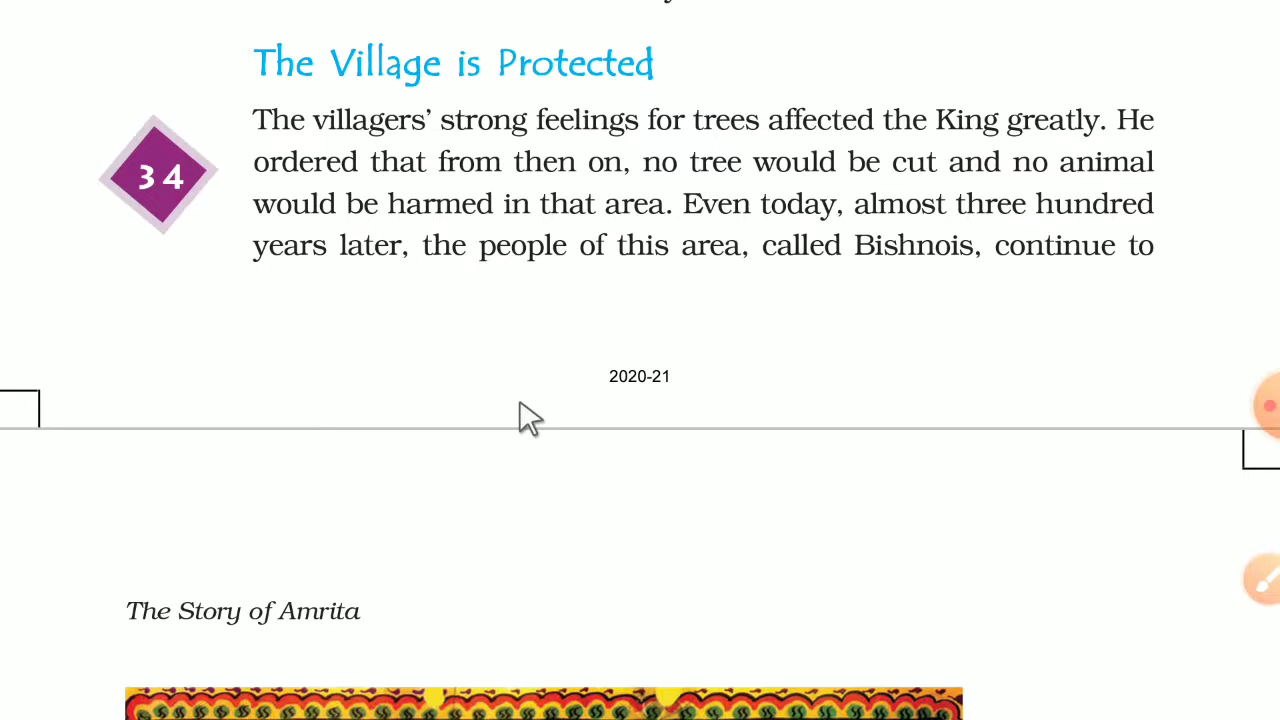 The Village is Protected
The villagers' strong feelings for trees affected the King greatly. He
34
ordered that from then on, no tree would be cut and no animal
would be harmed in that area. Even today, almost three hundred
years later, the people of this area, called Bishnois, continue to
2020-21
The Story of Amrita